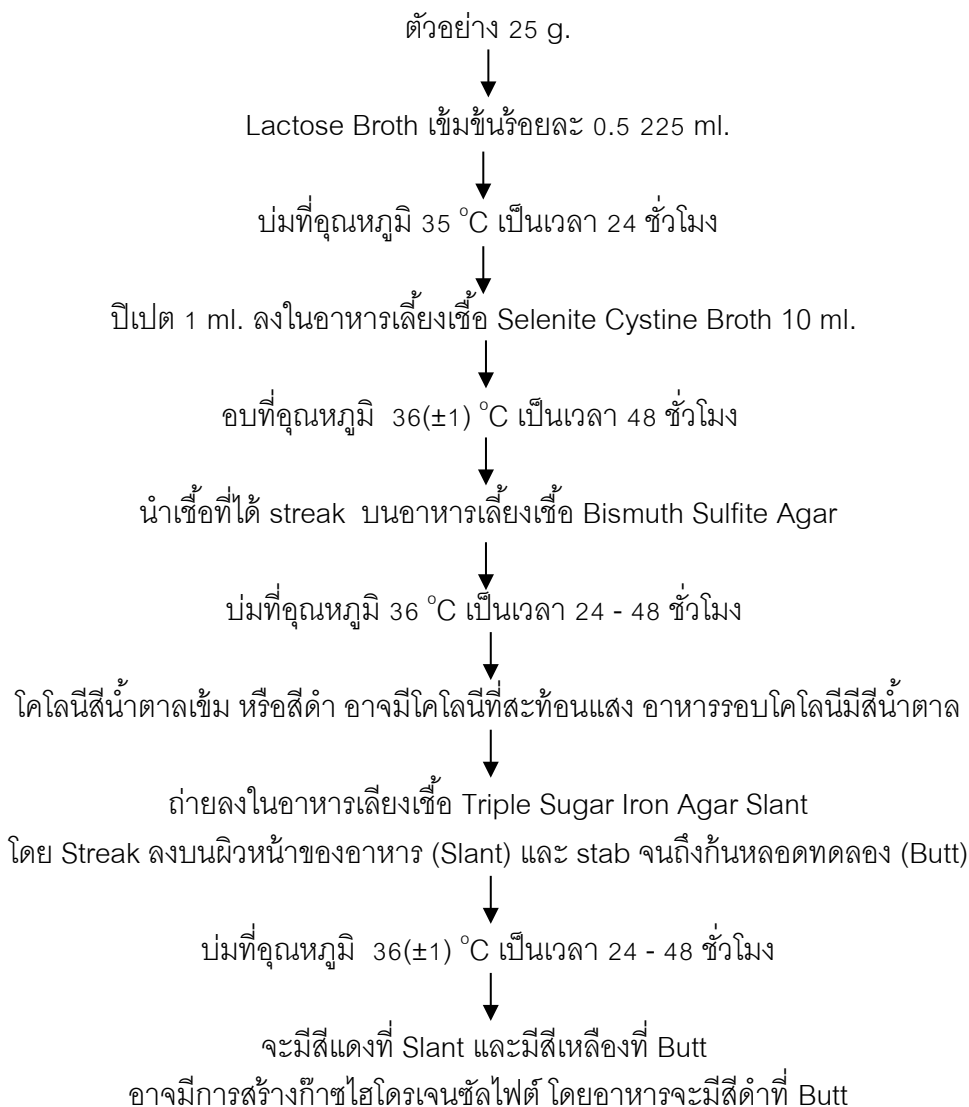 ตัวอย่าง 25 g.
Lactose Broth เข้มข้นร้อยละ 0.5 225 ml.
บ่มที่อุณหภูมิ 35 °C เป็นเวลา 24 ชั่วโมง
ปิเปต 1 ml. ลงในอาหารเลี้ยงเชื้อ Selenite Cystine Broth 10 ml.
อบที่อุณหภูมิ 36(±1) °C เป็นเวลา 48 ชั่วโมง
นำเชื้อที่ได้ streak บนอาหารเลี้ยงเชื้อ Bismuth Sulfite Agar
บ่มที่อุณหภูมิ 36 °C เป็นเวลา 24 - 48 ชั่วโมง
โคโลนีสีน้ำตาลเข้ม หรือสีดำ อาจมีโคโลนีที่สะท้อนแสง อาหารรอบโคโลนีมีสีน้ำตาล
ถ่ายลงในอาหารเลียงเชื้อ Triple Sugar Iron Agar Slant
โดย Streak ลงบนผิวหน้าของอาหาร (Slant) และ stab จนถึงก้นหลอดทดลอง (Butt)
บ่มที่อุณหภูมิ 36(±1) °C เป็นเวลา 24 - 48 ชั่วโมง
จะมีสีแดงที่ Slant และมีสีเหลืองที่ Butt
อาจมีการสร้างก๊าซไฮโดรเจนซัลไฟต์ โดยอาหารจะมีสีดำที่ Butt